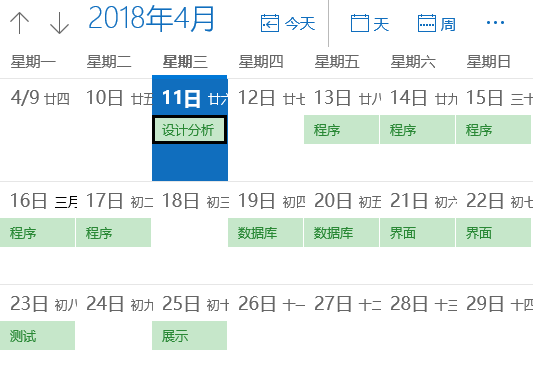 2018年4月 今天 天 周 ...
星期一 星期二 星期三 星期四 星期五 星期六 星期日
4/9 廿四 10日 廿五 11日 廿六 12日 廿七 13日 廿八 14日 廿九 15日 三十
设计分析 程序 程序 程序
16日 三月 17日 初二 18日 初三 19日 初四 20日 初五 21日 初六 22日 初七
程序 程序 数据库 数据库 界面 界面
23日 初八 24日 初九 25日 初十 26日 十一 27日 十二 28日 十三 29日 十四
测试 展示